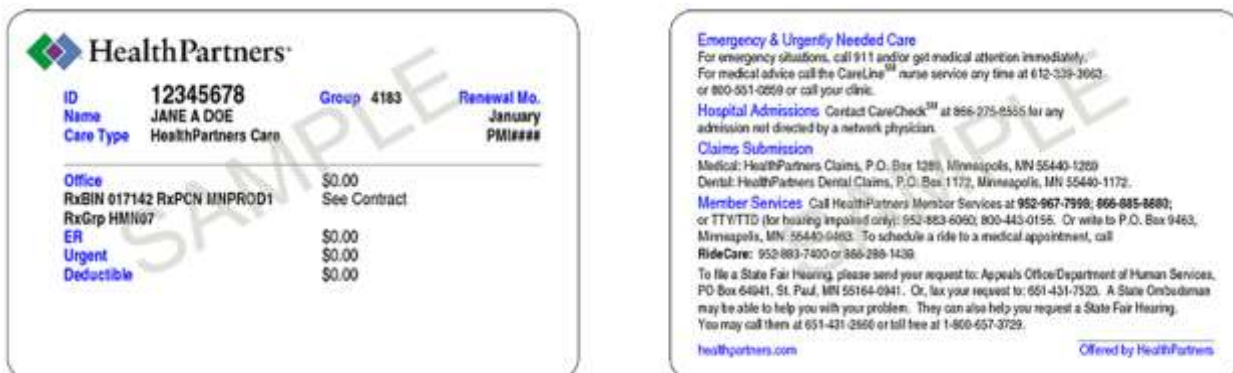 HealthPartners
ID 12345678 Group 4183 Renewal Mo.
Name JANE A DOE January
Care Type HealthPartners Care PMI####
Office $0.00
RxBIN 017142 RxPCN MNPROD1 See Contract
RxGrp HMN07
ER $0.00
Urgent $0.00
Deductible $0.00
SAMPLE
Emergency & Urgently Needed Care
For emergency situations, call 911 and/or get medical attention immediately.
For medical advice call the CareLine SM nurse service any time at 612-339-3663
or 800-551-0859 or call your clinic.
Hospital Admissions Contact CareCheck SM at 866-275-8555 for any
admission not directed by a network physician.
Claims Submission
Medical: HealthPartners Claims, P.O. Box 1289, Minneapolis, MN 55440-1289
Dental: HealthPartners Dental Claims, P.O. Box 1172, Minneapolis, MN 55440-1172.
Member Services Call HealthPartners Member Services at 952-967-7998; 866-885-8880;
or TTY/TTD (for hearing impaired only): 952-883-6060; 800-443-0156. Or write to P.O. Box 9463,
Minneapolis, MN 55440-9463. To schedule a ride to a medical appointment, call
RideCare: 952-883-7400 or 866-288-1439
To file a State Fair Hearing, please send your request to: Appeals Office/Department of Human Services,
PO Box 64941, St. Paul, MN 55164-0941. Or, fax your request to: 651-431-7523. A State Ombudsman
may be able to help you with your problem. They can also help you request a State Fair Hearing.
You may call them at 651-431-2660 or toll free at 1-800-657-3729.
healthpartners.com Offered by HealthPartners
SAMPLE